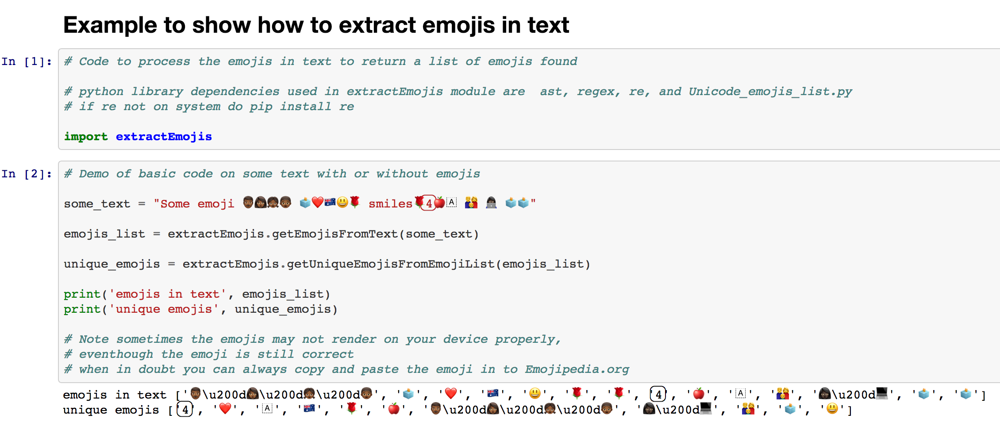 Example to show how to extract emojis in text
In [1]: # Code to process the emojis in text to return a list of emojis found
# python library dependencies used in extractEmojis module are  ast, regex, re, and Unicode_emojis_list.py
# if re not on system do pip install re
import extractEmojis
In [2]: # Demo of basic code on some text with or without emojis
some_text = "Some emoji 👨🏾👩🏾👧🏾👦🏾 🗳❤️🇦🇺😃🌹 smiles🌹4⃣🍎🇦 👨‍👩‍👦 👩🏿‍💻 🗳🗳"
emojis_list = extractEmojis.getEmojisFromText(some_text)
unique_emojis = extractEmojis.getUniqueEmojisFromEmojiList(emojis_list)
print('emojis in text', emojis_list)
print('unique emojis', unique_emojis)
# Note sometimes the emojis may not render on your device properly,
# eventhough the emoji is still correct
# when in doubt you can always copy and paste the emoji in to Emojipedia.org
emojis in text ['👨🏾\u200d👩🏾\u200d👧🏾\u200d👦🏾', '🗳', '❤️', '🇦🇺', '😃', '🌹', '🌹', '4⃣', '🍎', '🇦', '👨‍👩‍👦', '👩🏿\u200d💻', '🗳', '🗳']
unique emojis ['4⃣', '❤️', '🇦', '🇦🇺', '🌹', '🍎', '👨🏾\u200d👩🏾\u200d👧🏾\u200d👦🏾', '👩🏿\u200d💻', '👨‍👩‍👦', '🗳', '😃']